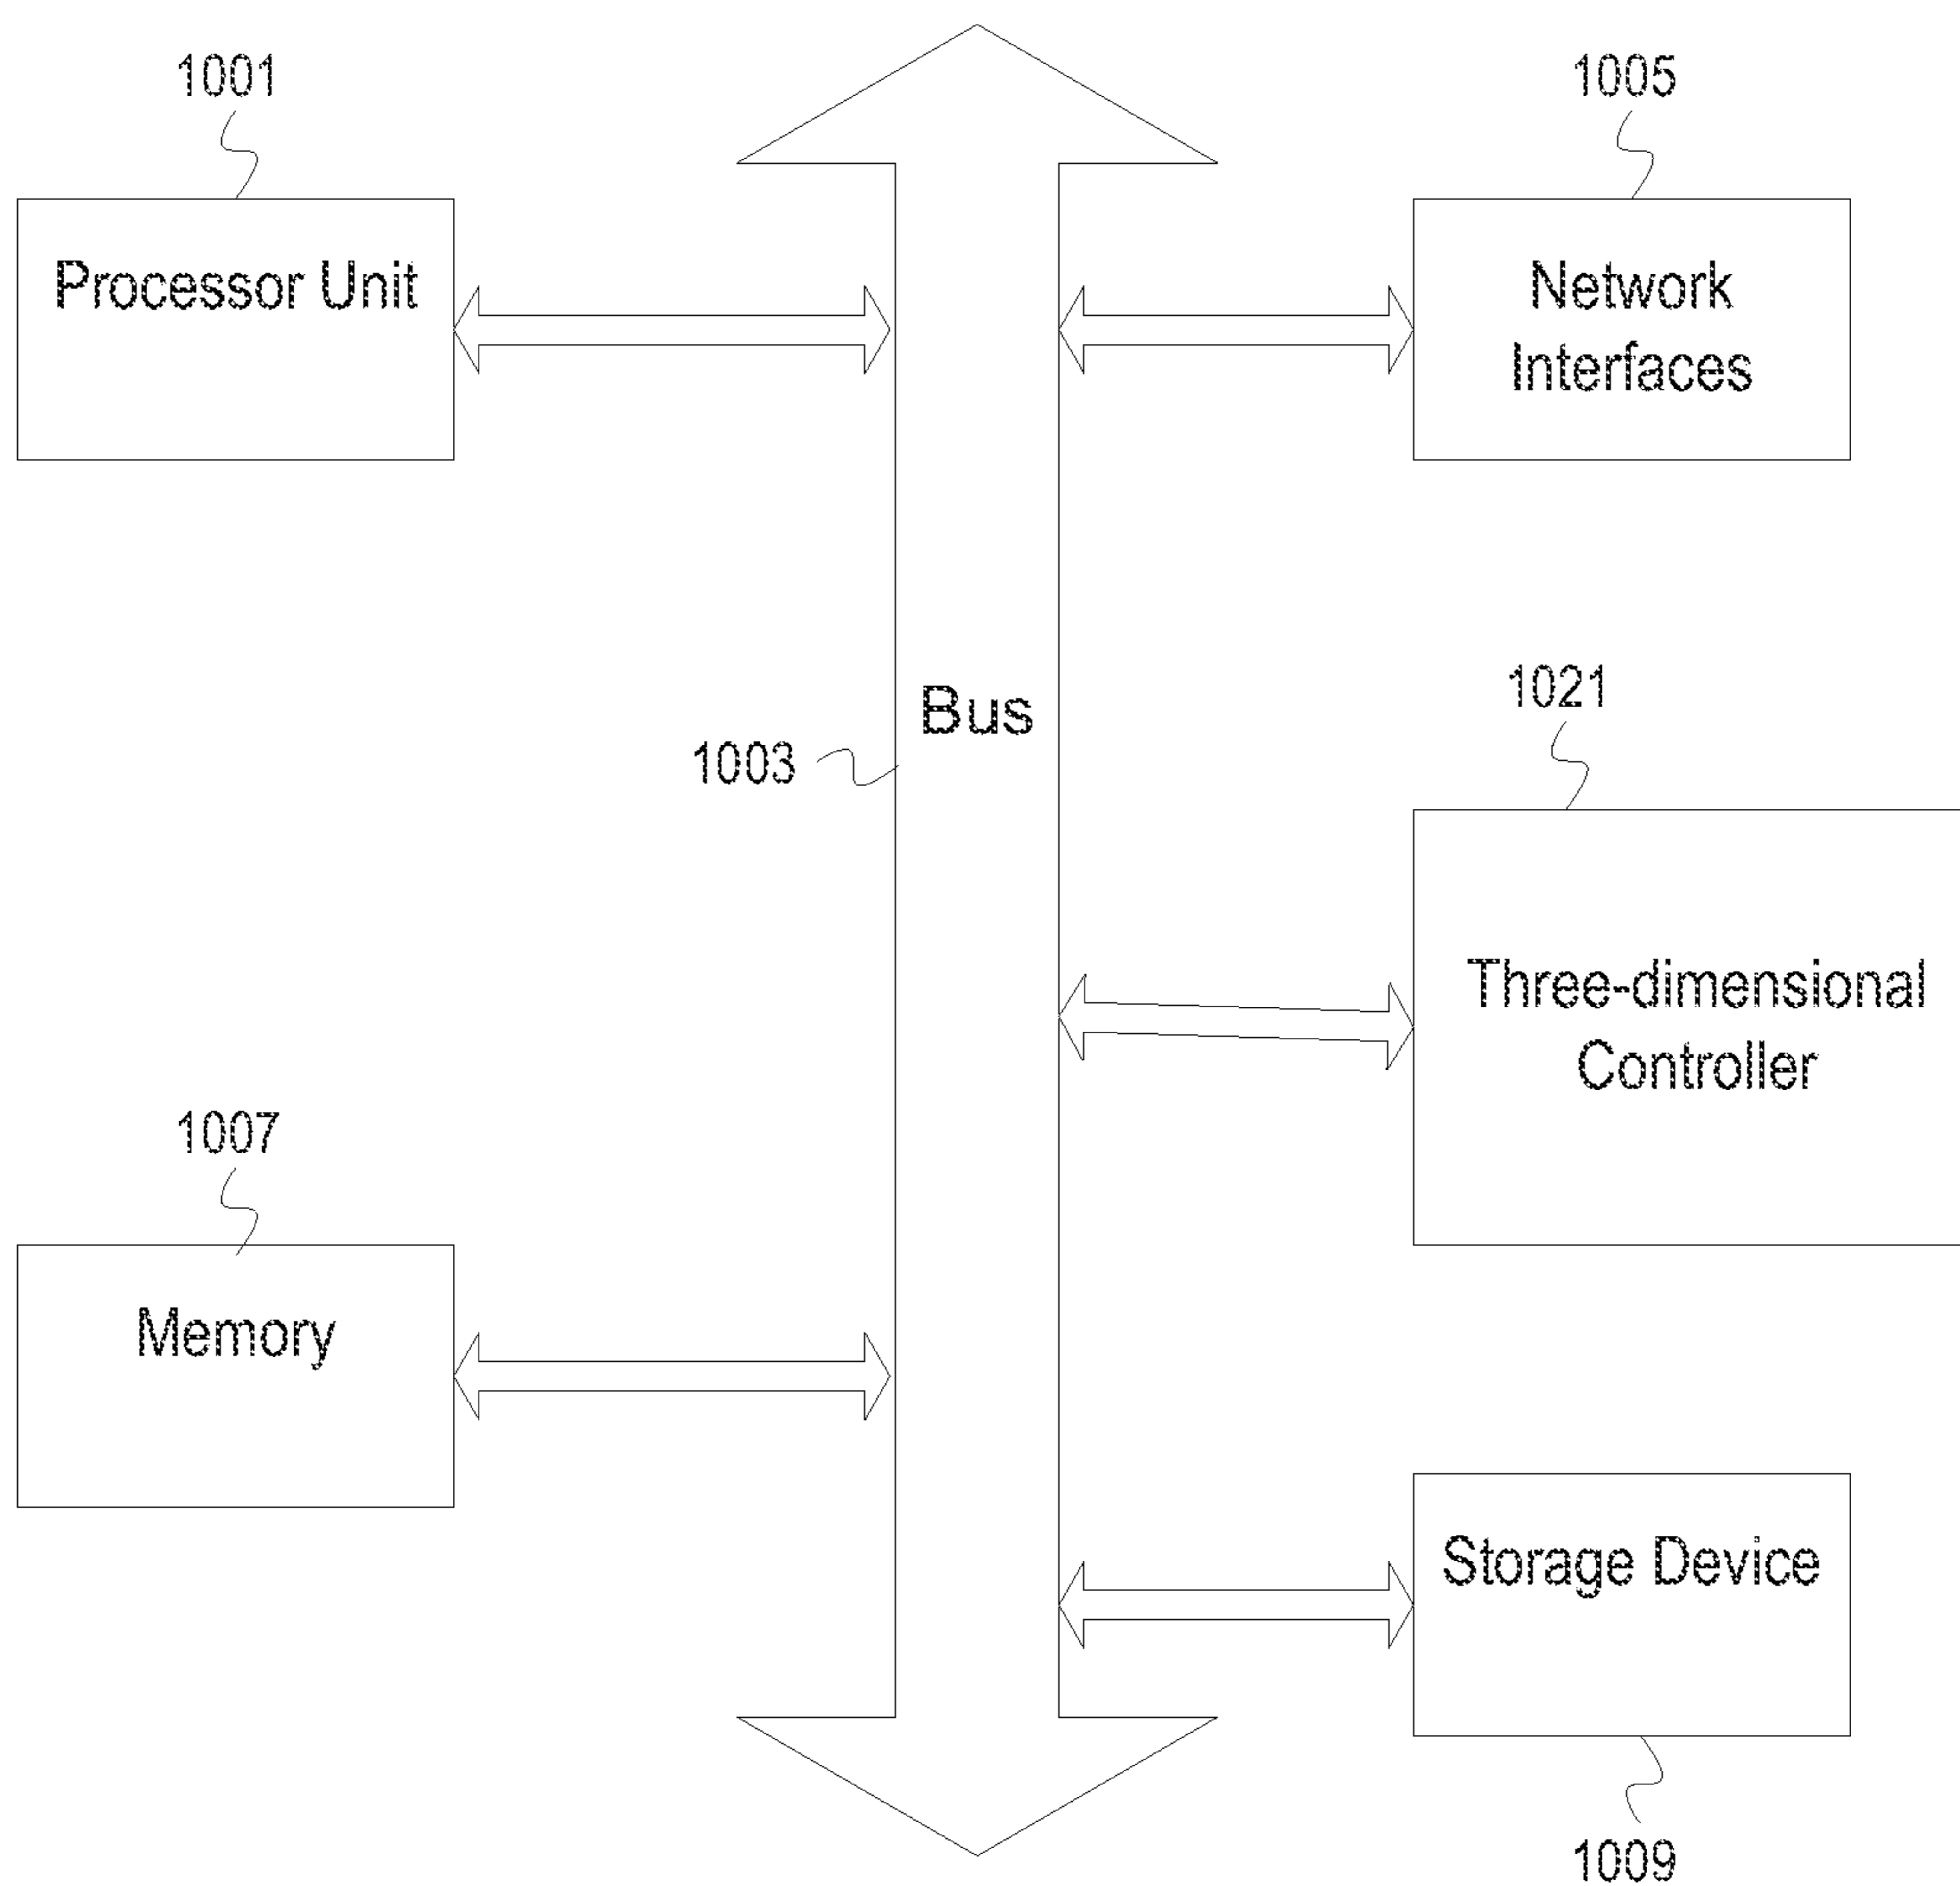 1001
1005
Processor Unit
Network
Interfaces
1021
Bus
1003
Three-dimensional
Controller
1007
Memory
Storage Device
1009